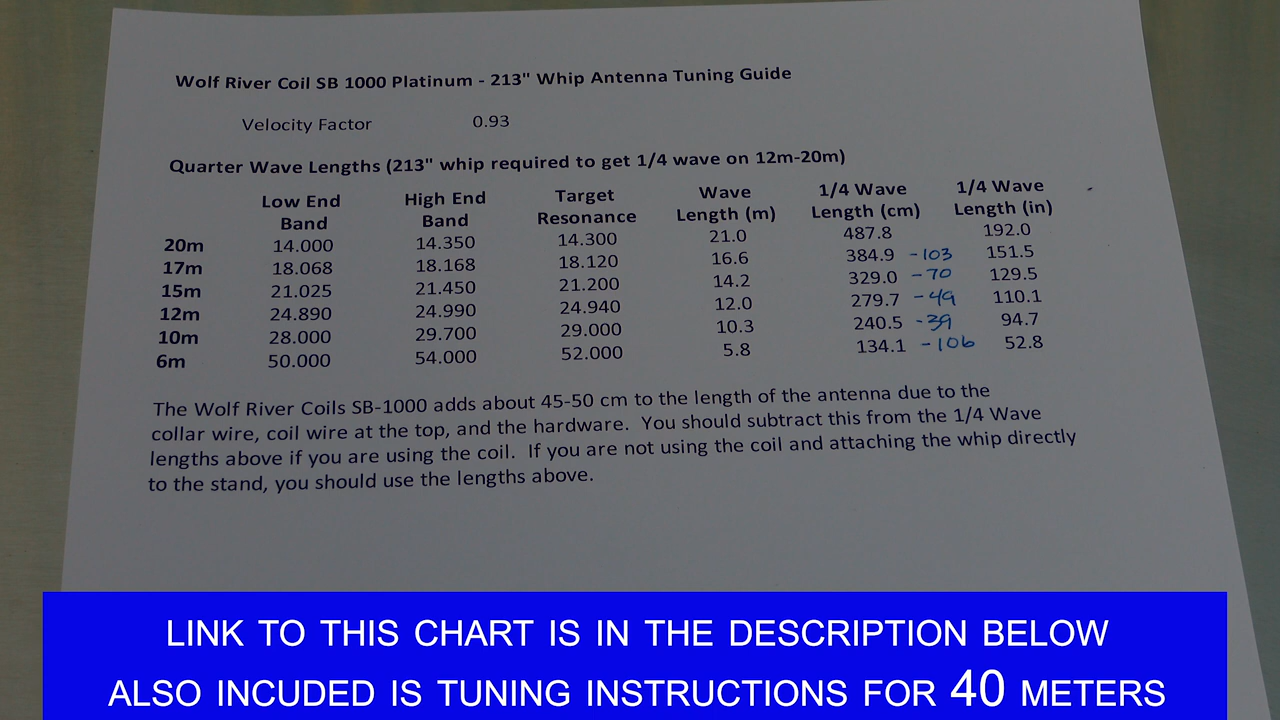 Wolf River Coil SB 1000 Platinum - 213" Whip Antenna Tuning Guide
Velocity Factor 0.93
Quarter Wave Lengths (213" whip required to get 1/4 wave on 12m-20m)
Low End Band High End Band Target Resonance Wave Length (m) 1/4 Wave Length (cm) 1/4 Wave Length (in)
20m 14.000 14.350 14.300 21.0 487.8 192.0
17m 18.068 18.168 18.120 16.6 384.9 -103 151.5
15m 21.025 21.450 21.200 14.2 329.0 -70 129.5
12m 24.890 24.990 24.940 12.0 279.7 -49 110.1
10m 28.000 29.700 29.000 10.3 240.5 -39 94.7
6m 50.000 54.000 52.000 5.8 134.1 -106 52.8
The Wolf River Coils SB-1000 adds about 45-50 cm to the length of the antenna due to the
collar wire, coil wire at the top, and the hardware. You should subtract this from the 1/4 Wave
lengths above if you are using the coil. If you are not using the coil and attaching the whip directly
to the stand, you should use the lengths above.
LINK TO THIS CHART IS IN THE DESCRIPTION BELOW
ALSO INCUDED IS TUNING INSTRUCTIONS FOR 40 METERS